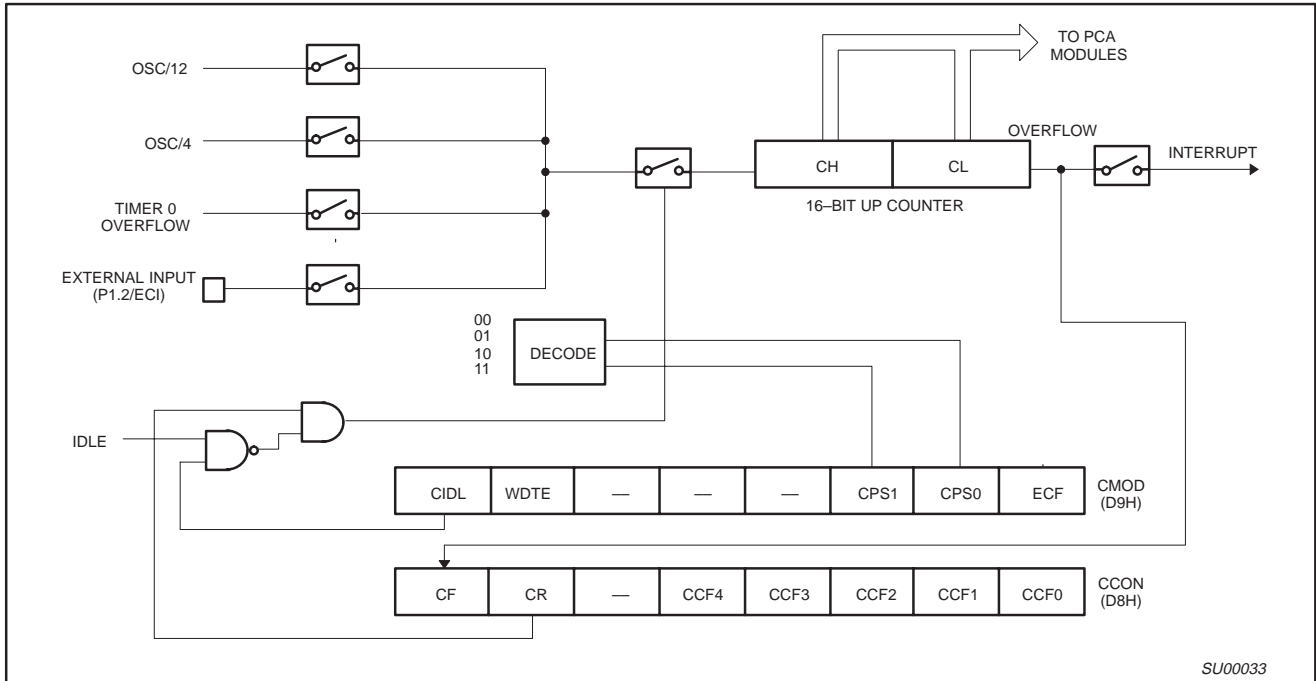 OSC/12
OSC/4
TIMER 0
OVERFLOW
EXTERNAL INPUT
(P1.2/ECI)
TO PCA
MODULES
CH
CL
16–BIT UP COUNTER
OVERFLOW
INTERRUPT
00
01
10
11
DECODE
IDLE
CIDL WDTE — — — CPS1 CPS0 ECF
CMOD
(D9H)
CF CR — CCF4 CCF3 CCF2 CCF1 CCF0
CCON
(D8H)
SU00033